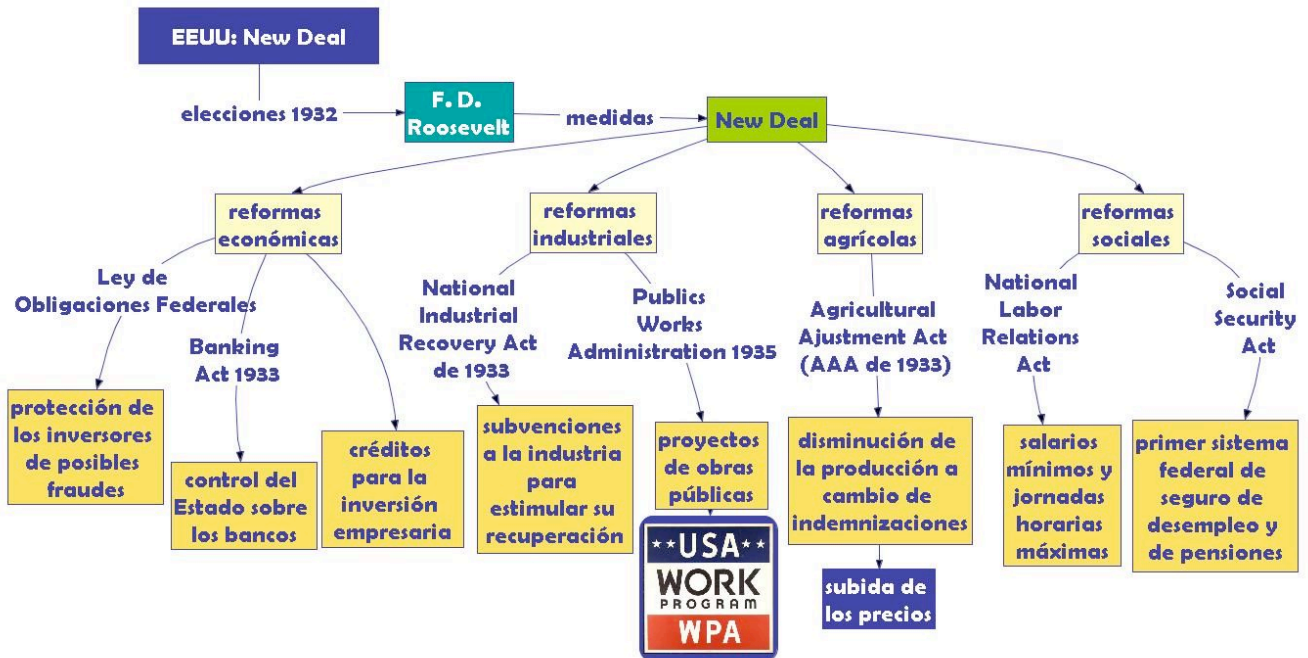 EEUU: New Deal
elecciones 1932
F. D.
Roosevelt
medidas
New Deal
reformas
económicas
reformas
industriales
reformas
agrícolas
reformas
sociales
Ley de
Obligaciones Federales
Banking
Act 1933
National
Industrial
Recovery Act
de 1933
Publics
Works
Administration 1935
Agricultural
Ajustment Act
(AAA de 1933)
National
Labor
Relations
Act
Social
Security
Act
protección de
los inversores
de posibles
fraudes
control del
Estado sobre
los bancos
créditos
para la
inversión
empresaria
subvenciones
a la industria
para
estimular su
recuperación
proyectos
de obras
públicas
disminución de
la producción a
cambio de
indemnizaciones
salarios
mínimos y
jornadas
horarias
máximas
primer sistema
federal de
seguro de
desempleo y
de pensiones
USA
WORK
PROGRAM
WPA
subida de
los precios